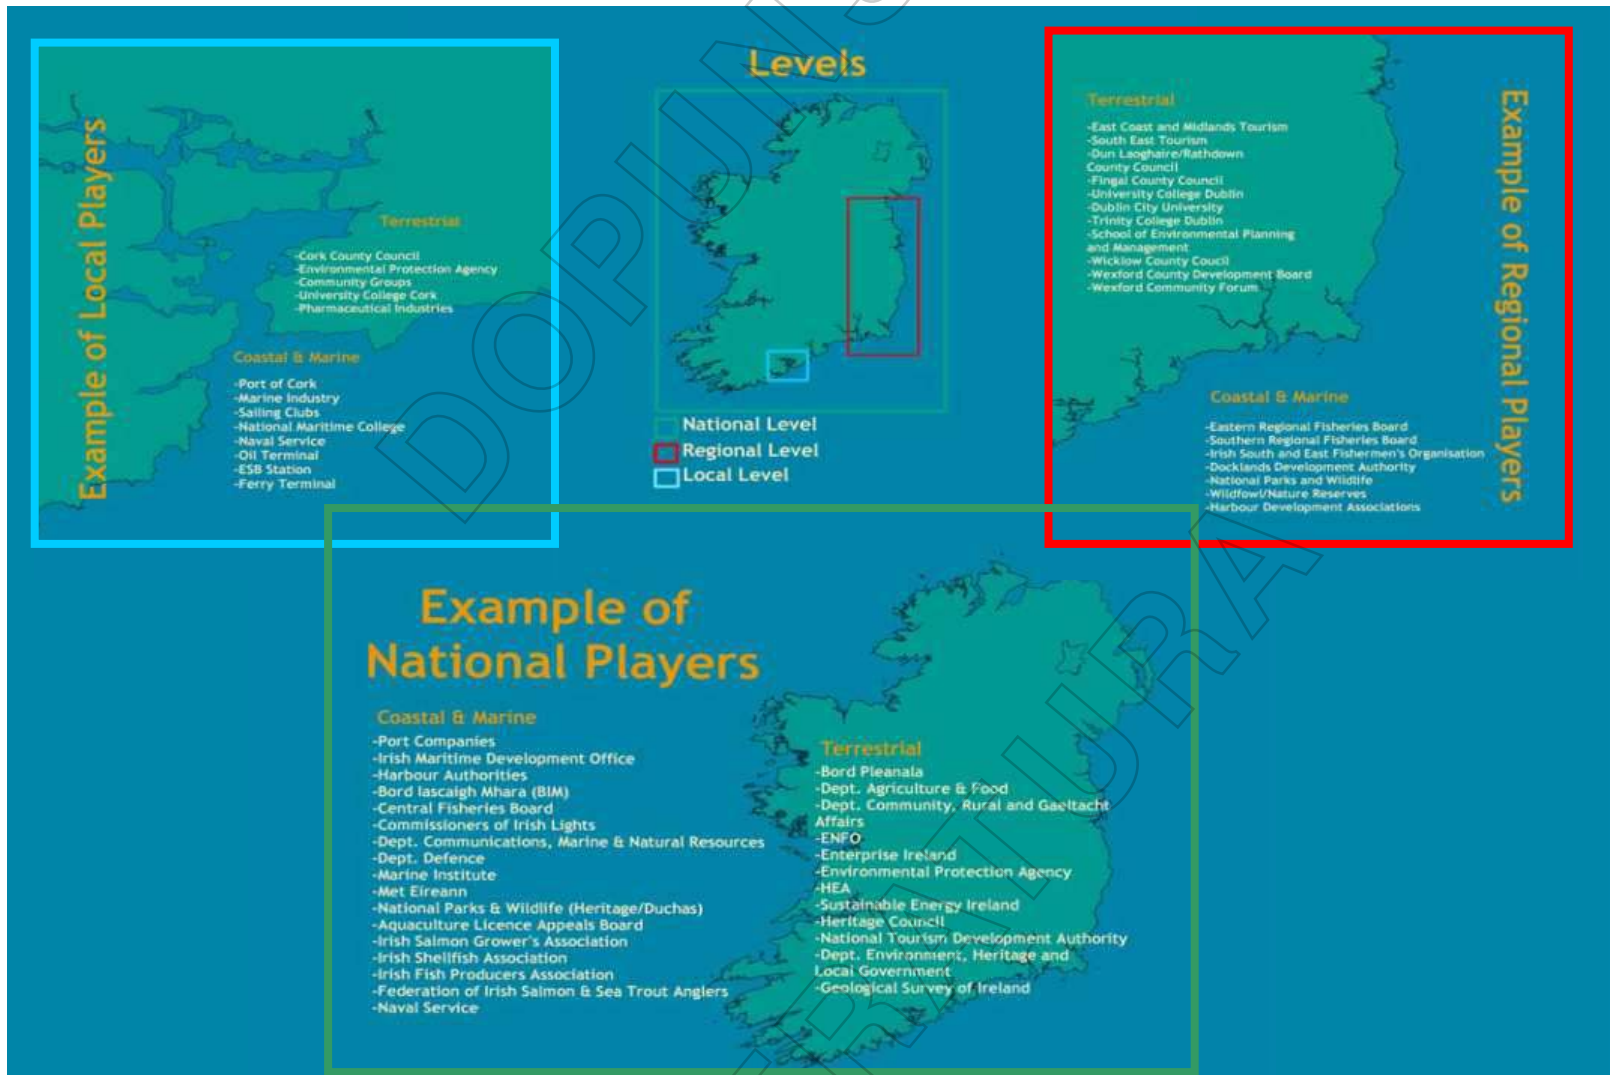 Example of Local Players
Terrestrial
-Cork County Council
-Environmental Protection Agency
-Community Groups
-University College Cork
-Pharmaceutical Industries
Coastal & Marine
-Port of Cork
-Marine Industry
-Sailing Clubs
-National Maritime College
-Naval Service
-Oil Terminal
-ESB Station
-Ferry Terminal
Levels
National Level
Regional Level
Local Level
Example of Regional Players
Terrestrial
-East Coast and Midlands Tourism
-South East Tourism
-Dun Laoghaire/Rathdown
County Council
-Fingal County Council
-University College Dublin
-Dublin City University
-Trinity College Dublin
-School of Environmental Planning
and Management
-Wicklow County Coucil
-Wexford County Development Board
-Wexford Community Forum
Coastal & Marine
-Eastern Regional Fisheries Board
-Southern Regional Fisheries Board
-Irish South and East Fishermen's Organisation
-Docklands Development Authority
-National Parks and Wildlife
-Wildfowl/Nature Reserves
-Harbour Development Associations
Example of
National Players
Coastal & Marine
-Port Companies
-Irish Maritime Development Office
-Harbour Authorities
-Bord Iascaigh Mhara (BIM)
-Central Fisheries Board
-Commissioners of Irish Lights
-Dept. Communications, Marine & Natural Resources
-Dept. Defence
-Marine Institute
-Met Eireann
-National Parks & Wildlife (Heritage/Duchas)
-Aquaculture Licence Appeals Board
-Irish Salmon Grower's Association
-Irish Shellfish Association
-Irish Fish Producers Association
-Federation of Irish Salmon & Sea Trout Anglers
-Naval Service
Terrestrial
-Bord Pleanala
-Dept. Agriculture & Food
-Dept. Community, Rural and Gaeltacht
Affairs
-ENFO
-Enterprise Ireland
-Environmental Protection Agency
-HEA
-Sustainable Energy Ireland
-Heritage Council
-National Tourism Development Authority
-Dept. Environment, Heritage and
Local Government
-Geological Survey of Ireland